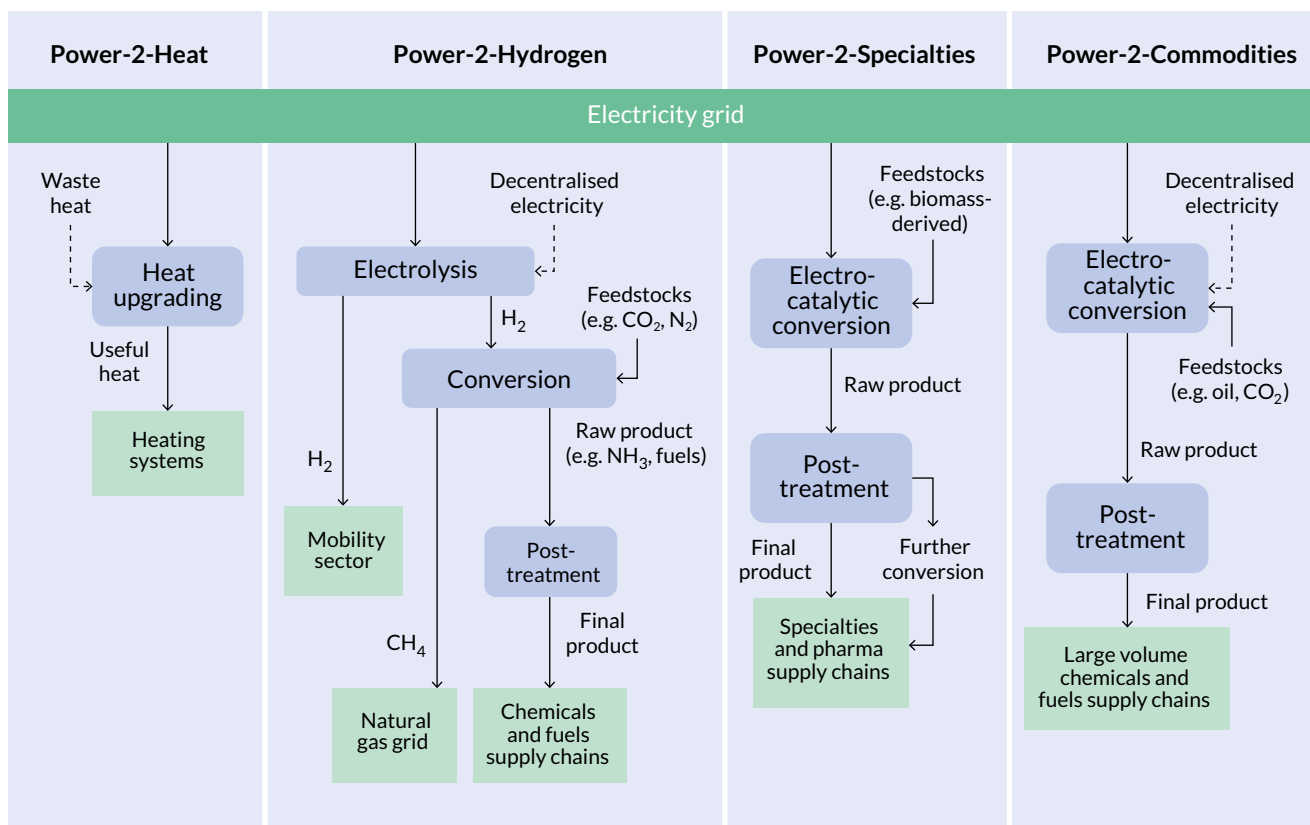 Power-2-Heat
Power-2-Hydrogen
Power-2-Specialties
Power-2-Commodities
Electricity grid
Waste
heat
Heat
upgrading
Useful
heat
Heating
systems
Decentralised
electricity
Electrolysis
H₂
Feedstocks
(e.g. CO₂, N₂)
Conversion
Raw product
(e.g. NH₃, fuels)
H₂
Mobility
sector
Post-
treatment
CH₄
Final
product
Natural
gas grid
Chemicals
and fuels
supply chains
Feedstocks
(e.g. biomass-
derived)
Electro-
catalytic
conversion
Raw product
Post-
treatment
Final
product
Further
conversion
Specialties
and pharma
supply chains
Decentralised
electricity
Electro-
catalytic
conversion
Feedstocks
(e.g. oil, CO₂)
Raw product
Post-
treatment
Final product
Large volume
chemicals and
fuels supply chains